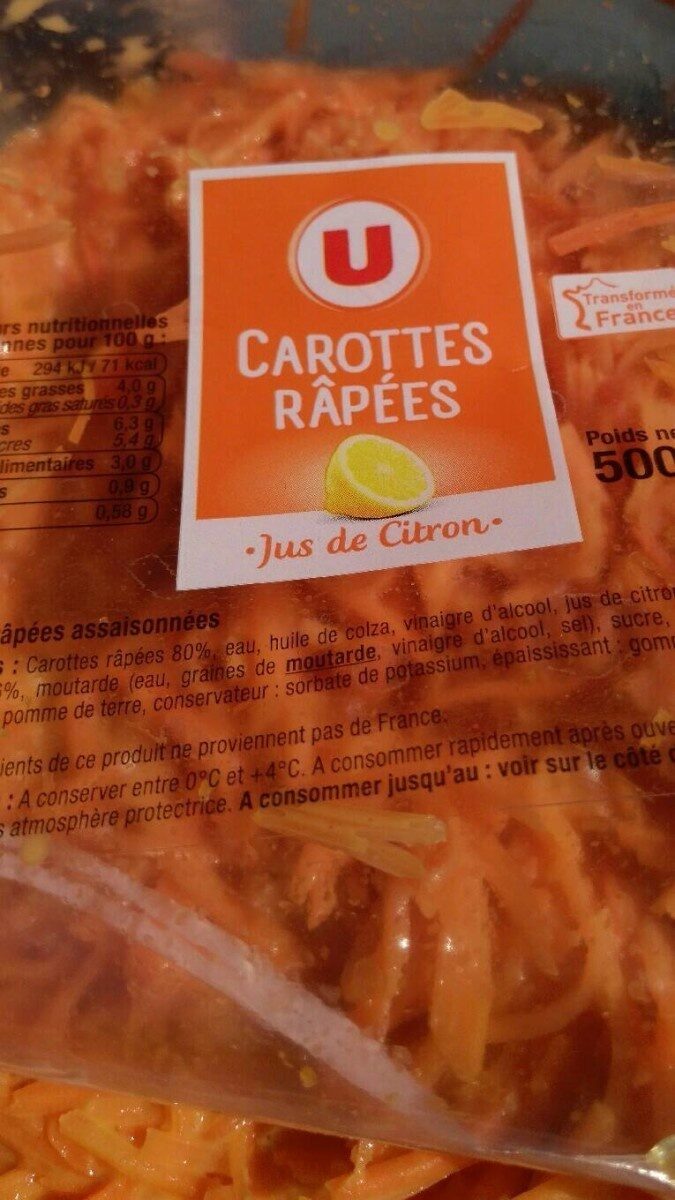 U
CAROTTES
RÂPÉES
·Jus de Citron·
Transformé
en
France
Poids ne
500
rs nutritionnelles
nnes pour 100 g :
e 294 kJ / 71 kcal
es grasses 4,0 g
des gras saturés 0,3 g
s 6,3 g
cres 5,4 g
limentaires 3,0 g
s 0,9 g
0,58 g
âpées assaisonnées
s : Carottes râpées 80%, eau, huile de colza, vinaigre d'alcool, jus de citron
%, moutarde (eau, graines de moutarde, vinaigre d'alcool, sel), sucre,
pomme de terre, conservateur : sorbate de potassium, épaississant : gomm
ients de ce produit ne proviennent pas de France.
: A conserver entre 0°C et +4°C. A consommer rapidement après ouve
s atmosphère protectrice. A consommer jusqu'au : voir sur le côté d